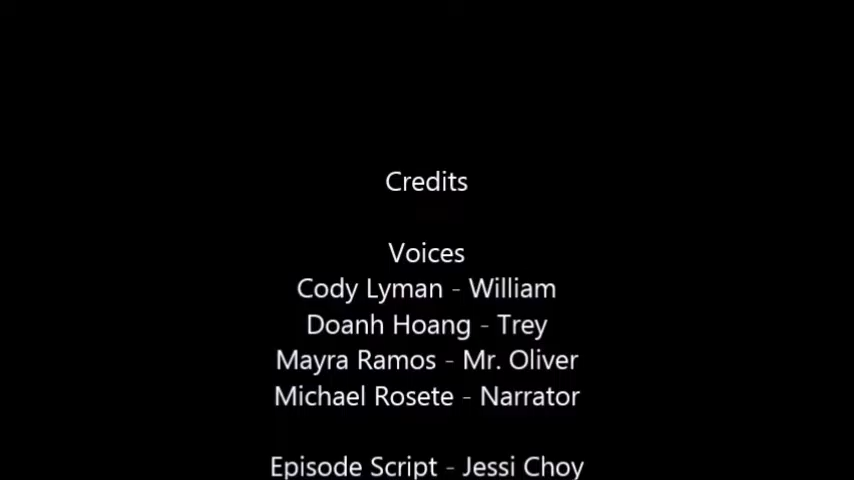 Credits
Voices
Cody Lyman - William
Doanh Hoang - Trey
Mayra Ramos - Mr. Oliver
Michael Rosete - Narrator
Episode Script - Jessi Choy